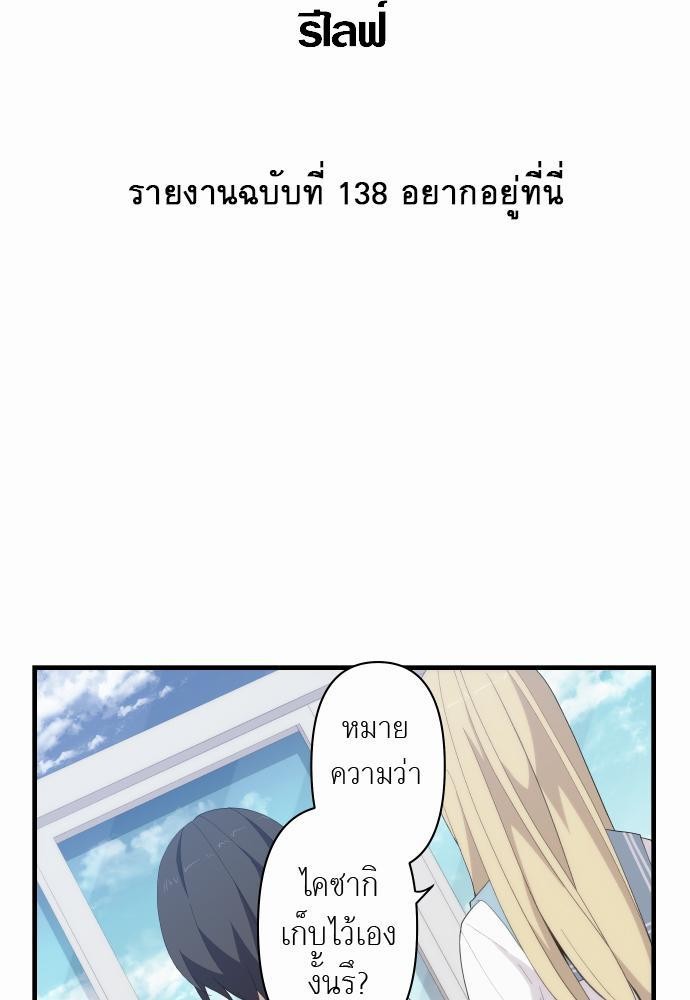 รีไลฟ์
รายงานฉบับที่ 138 อยากอยู่ที่นี่
หมาย
ความว่า
ไคซากิ
เก็บไว้เอง
งั้นรึ?